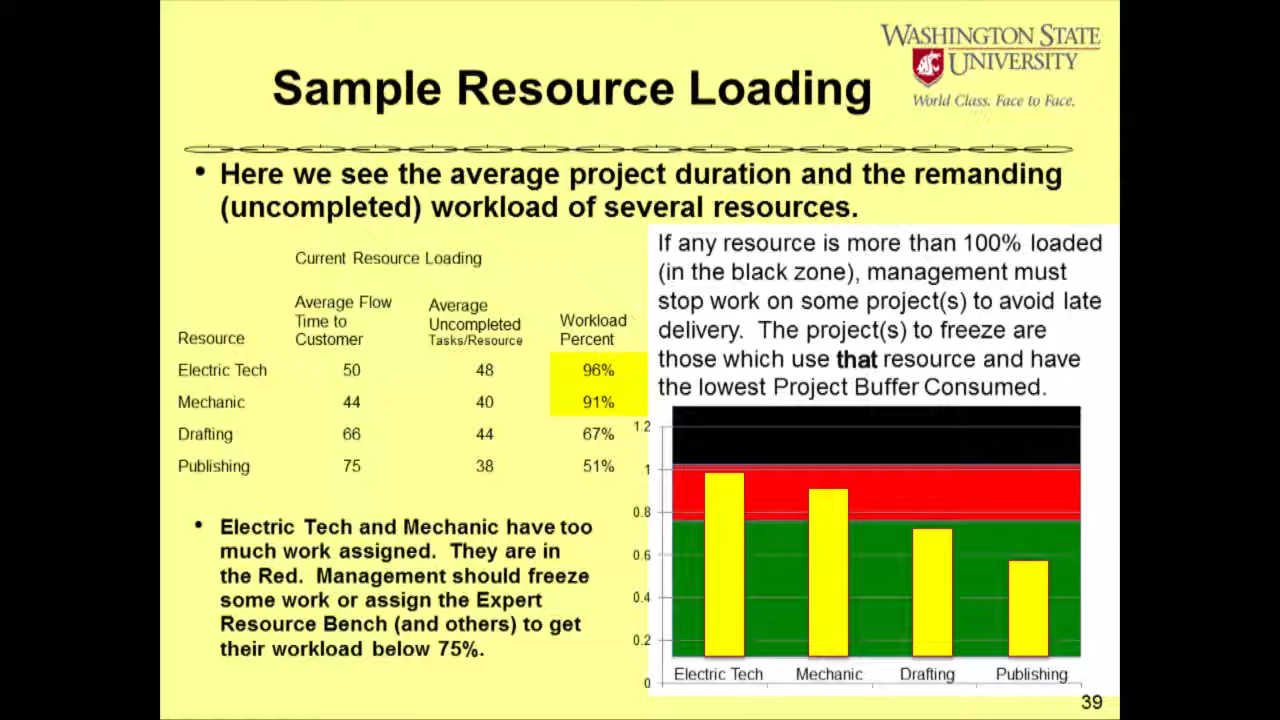 WASHINGTON STATE
UNIVERSITY
World Class. Face to Face.
Sample Resource Loading
• Here we see the average project duration and the remanding
(uncompleted) workload of several resources.
Current Resource Loading
Resource Average Flow Time to Customer Average Uncompleted Tasks/Resource Workload Percent
Electric Tech 50 48 96%
Mechanic 44 40 91%
Drafting 66 44 67%
Publishing 75 38 51%
• Electric Tech and Mechanic have too
much work assigned. They are in
the Red. Management should freeze
some work or assign the Expert
Resource Bench (and others) to get
their workload below 75%.
If any resource is more than 100% loaded
(in the black zone), management must
stop work on some project(s) to avoid late
delivery. The project(s) to freeze are
those which use that resource and have
the lowest Project Buffer Consumed.
1.2
1
0.8
0.6
0.4
0.2
0
Electric Tech Mechanic Drafting Publishing
39